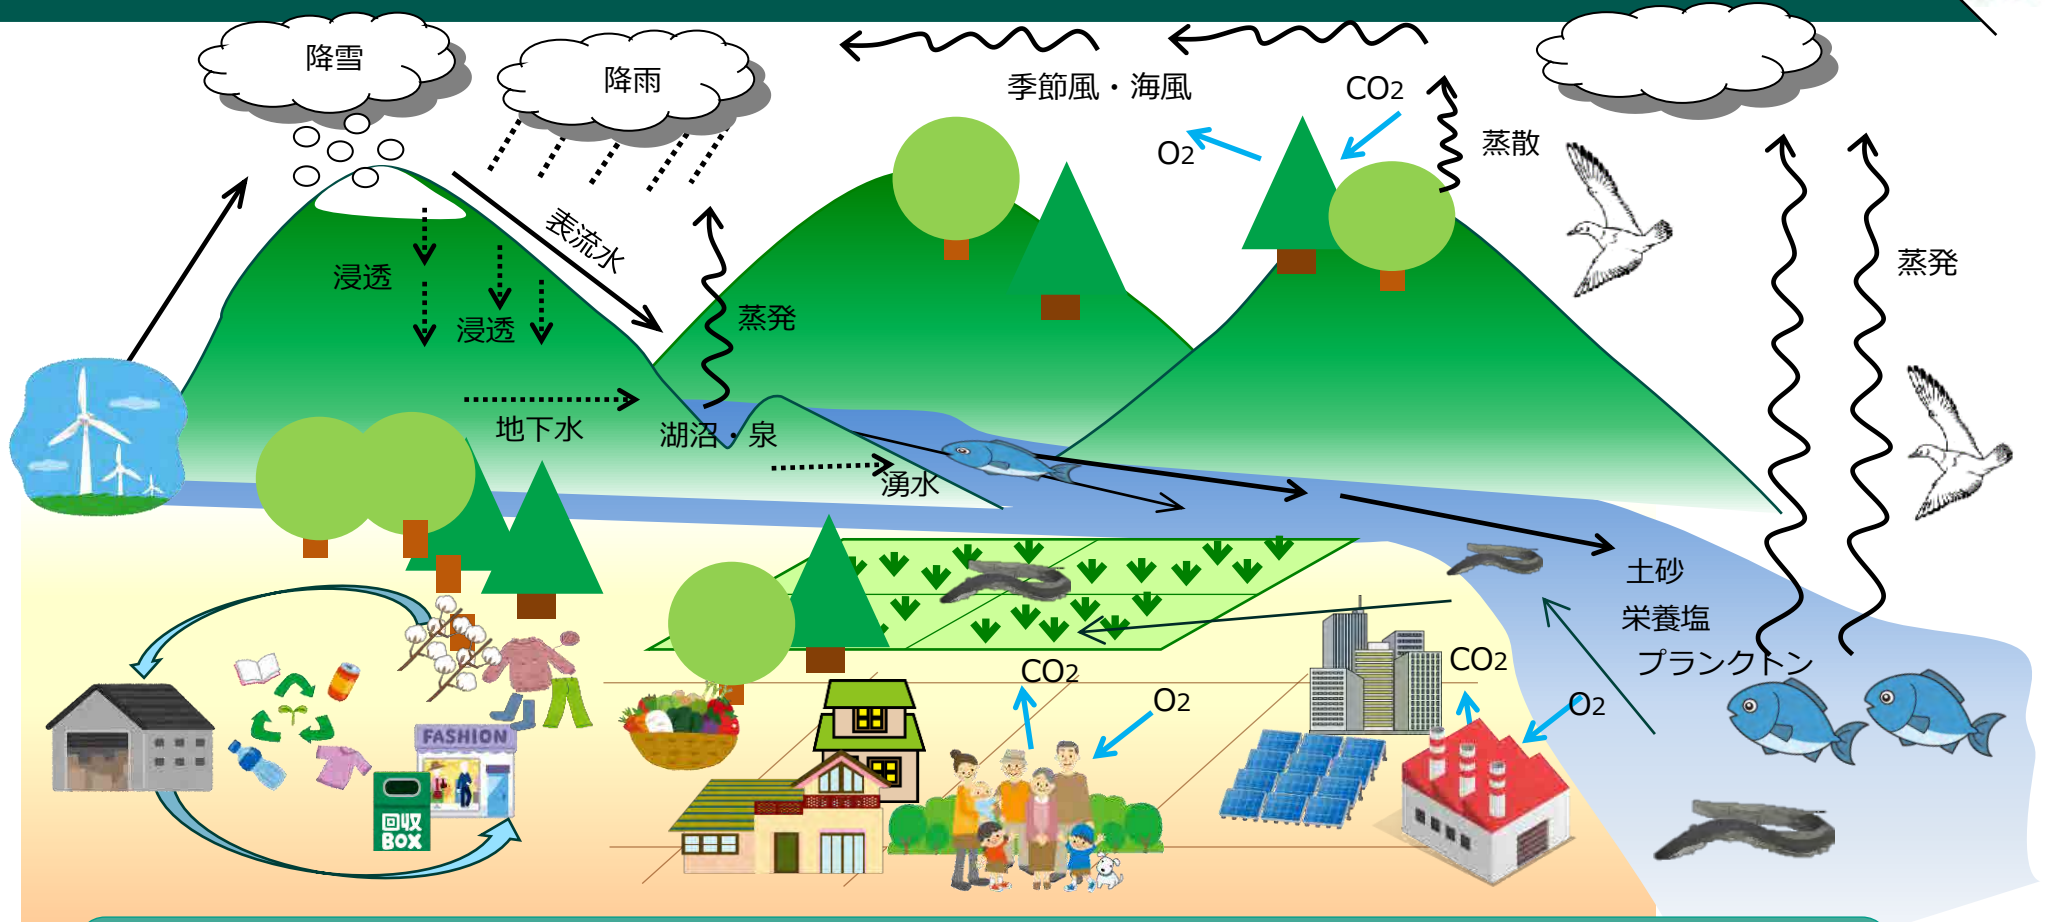 降雪
降雨
季節風・海風
CO2
O2
蒸散
表流水
浸透
浸透
蒸発
蒸発
地下水
湖沼・泉
湧水
土砂
栄養塩
プランクトン
CO2
O2
CO2
O2
FASHION
回収
BOX